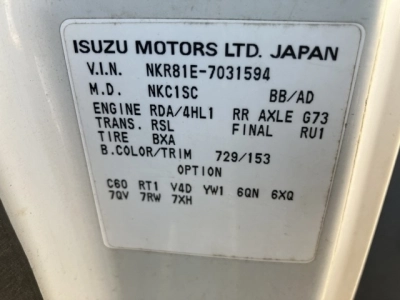 ISUZU MOTORS LTD. JAPAN
V.I.N. NKR81E-7031594
M.D. NKC1SC BB/AD
ENGINE RDA/4HL1 RR AXLE G73
TRANS. RSL FINAL RU1
TIRE BXA
B.COLOR/TRIM 729/153
OPTION
C60 RT1 V4D YW1 6QN 6XQ
7QV 7RW 7XH